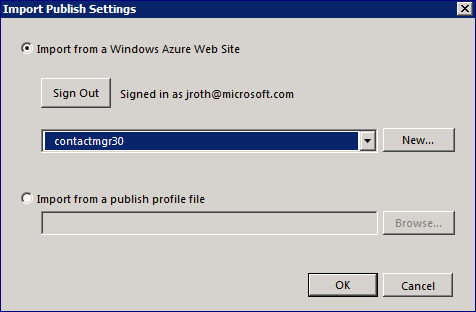 Import Publish Settings
Import from a Windows Azure Web Site
Sign Out Signed in as jroth@microsoft.com
contactmgr30 New...
Import from a publish profile file
Browse...
OK Cancel